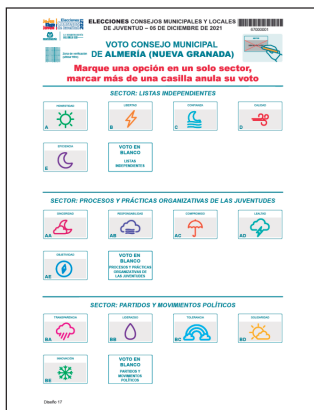 ELECCIONES CONSEJOS MUNICIPALES Y LOCALES
DE JUVENTUD – 05 DE DICIEMBRE DE 2021
VOTO CONSEJO MUNICIPAL
DE ALMERÍA (NUEVA GRANADA)
Marque una opción en un solo sector,
marcar más de una casilla anula su voto
SECTOR: LISTAS INDEPENDIENTES
HONESTIDAD
LIBERTAD
CONFIANZA
CALIDAD
A
B
C
D
EFICIENCIA
E
VOTO EN
BLANCO
LISTAS
INDEPENDIENTES
SECTOR: PROCESOS Y PRÁCTICAS ORGANIZATIVAS DE LAS JUVENTUDES
RESPONSABILIDAD
COMPROMISO
LEALTAD
AA
AB
AC
AD
AE
VOTO EN
BLANCO
PROCESOS Y PRÁCTICAS
ORGANIZATIVAS DE
LAS JUVENTUDES
SECTOR: PARTIDOS Y MOVIMIENTOS POLÍTICOS
TRANSPARENCIA
LIDERAZGO
TOLERANCIA
SOLIDARIDAD
BA
BB
BC
BD
INNOVACIÓN
BE
VOTO EN
BLANCO
PARTIDOS Y
MOVIMIENTOS
POLÍTICOS
Diseño 17